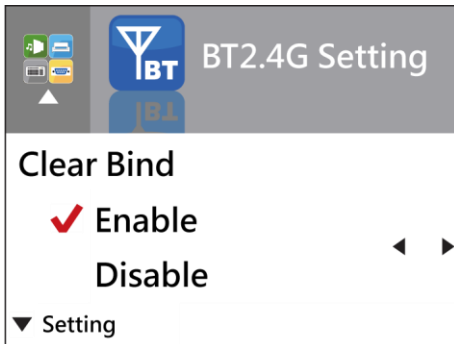 BT
BT2.4G Setting
Clear Bind
Enable
Disable
Setting